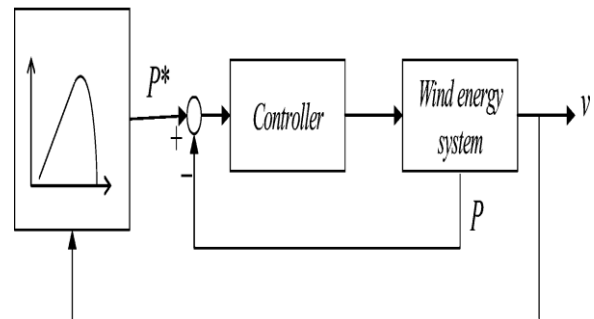 P*
+
−
Controller
Wind energy
system
v
P